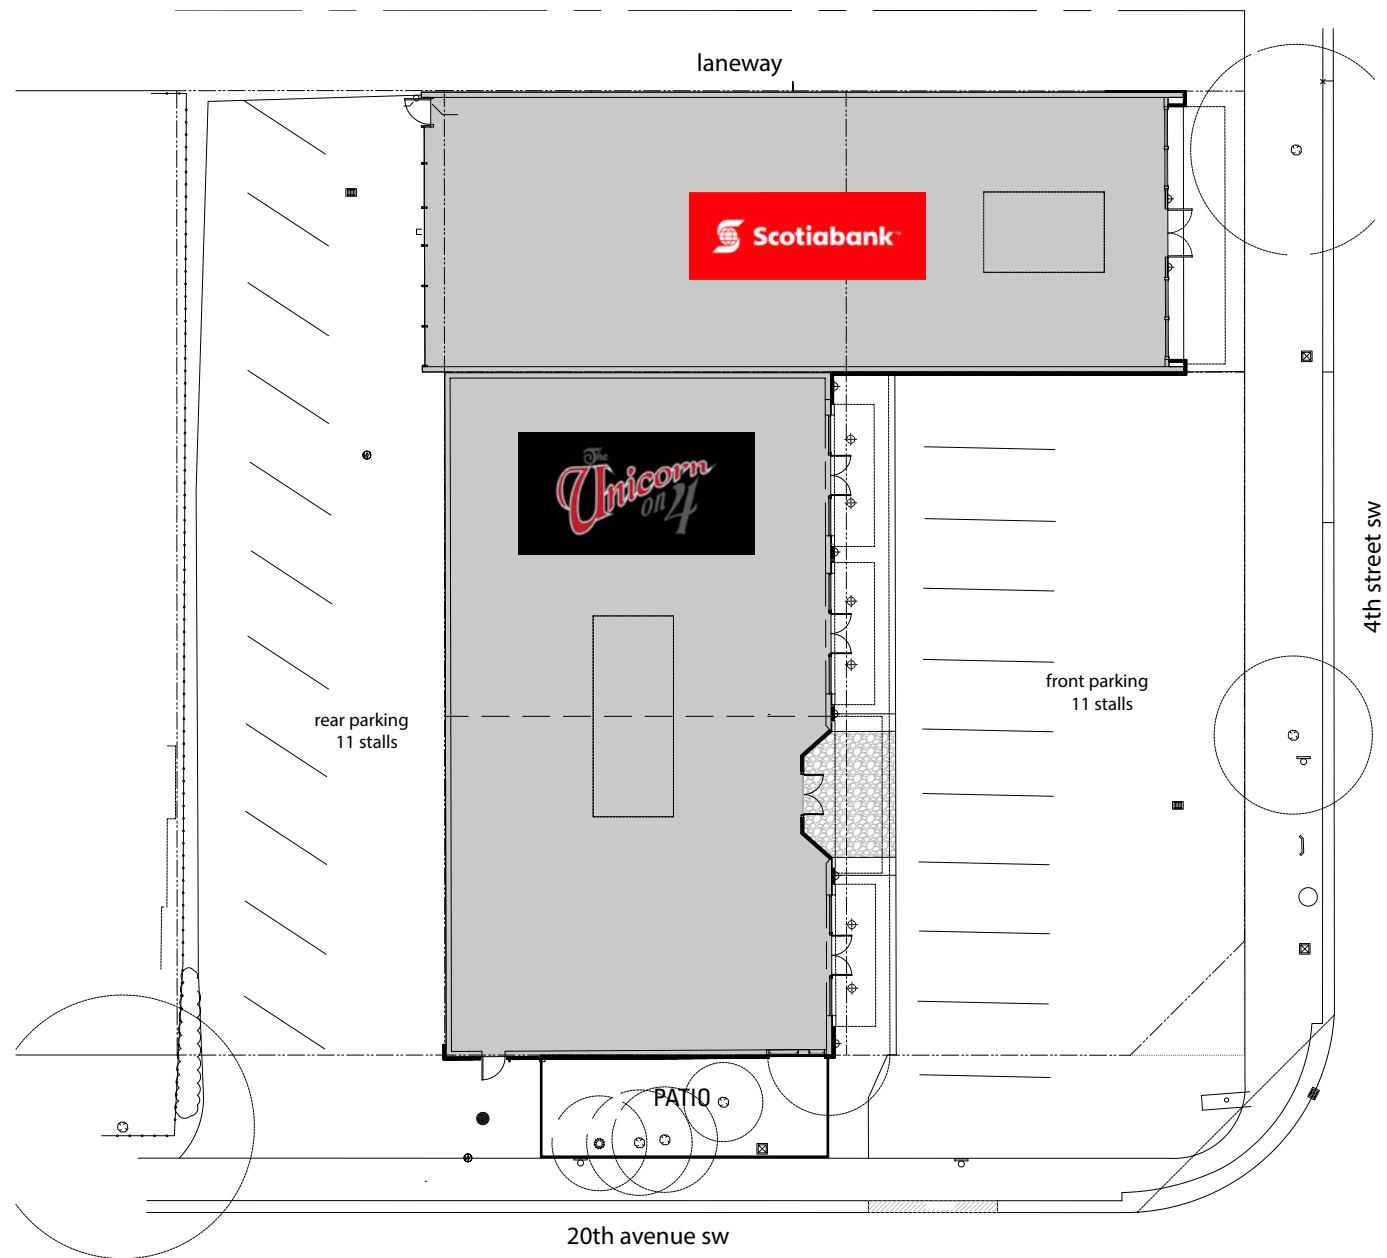 laneway
Scotiabank™
The
Unicorn
on 4
4th street sw
front parking
11 stalls
rear parking
11 stalls
PATIO
20th avenue sw